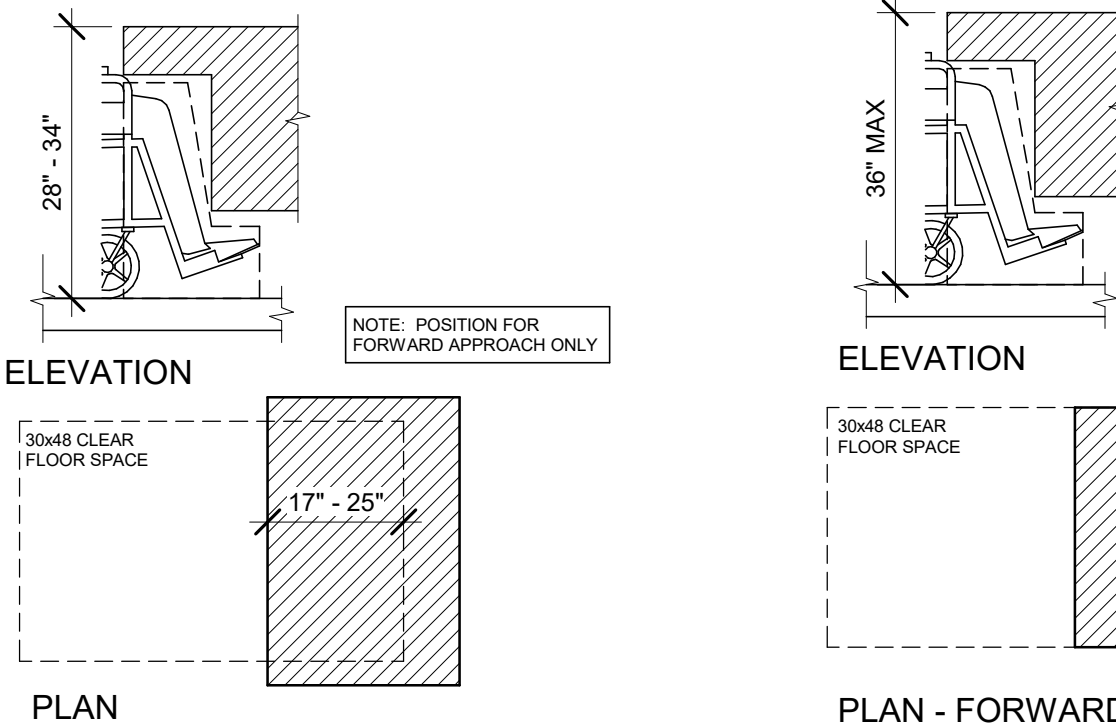 28" - 34"
NOTE: POSITION FOR
FORWARD APPROACH ONLY
ELEVATION
30x48 CLEAR
FLOOR SPACE
17" - 25"
PLAN
36" MAX
ELEVATION
30x48 CLEAR
FLOOR SPACE
PLAN - FORWARD